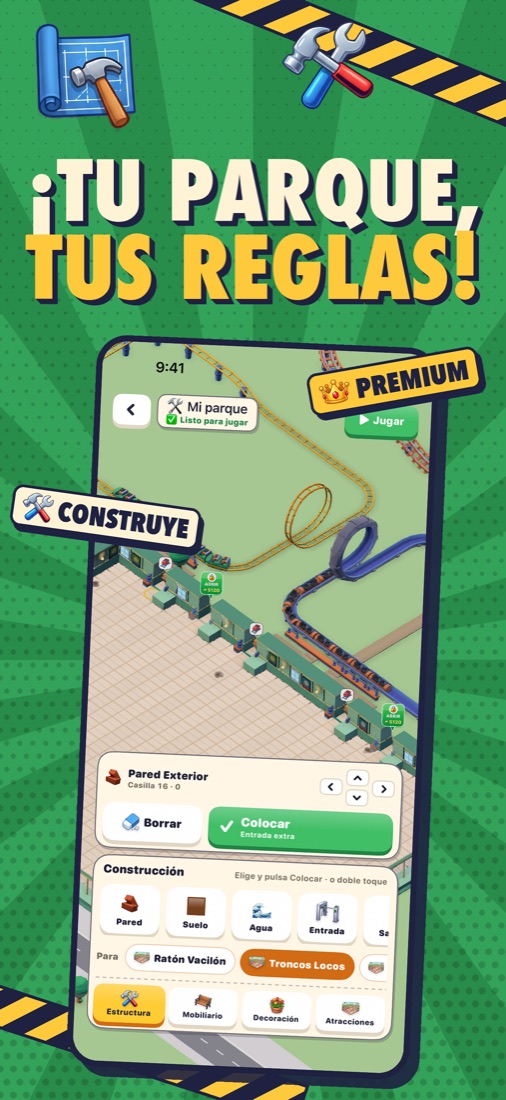 ¡TU PARQUE,
TUS REGLAS!
9:41
PREMIUM
Mi parque
Listo para jugar
Jugar
CONSTRUYE
ABRIR
ABRIR
Pared Exterior
Casilla 16 · 0
Borrar
Colocar
Entrada extra
Construcción
Elige y pulsa Colocar · o doble toque
Pared
Suelo
Agua
Entrada
Para
Ratón Vacilón
Troncos Locos
Estructura
Mobiliario
Decoración
Atracciones